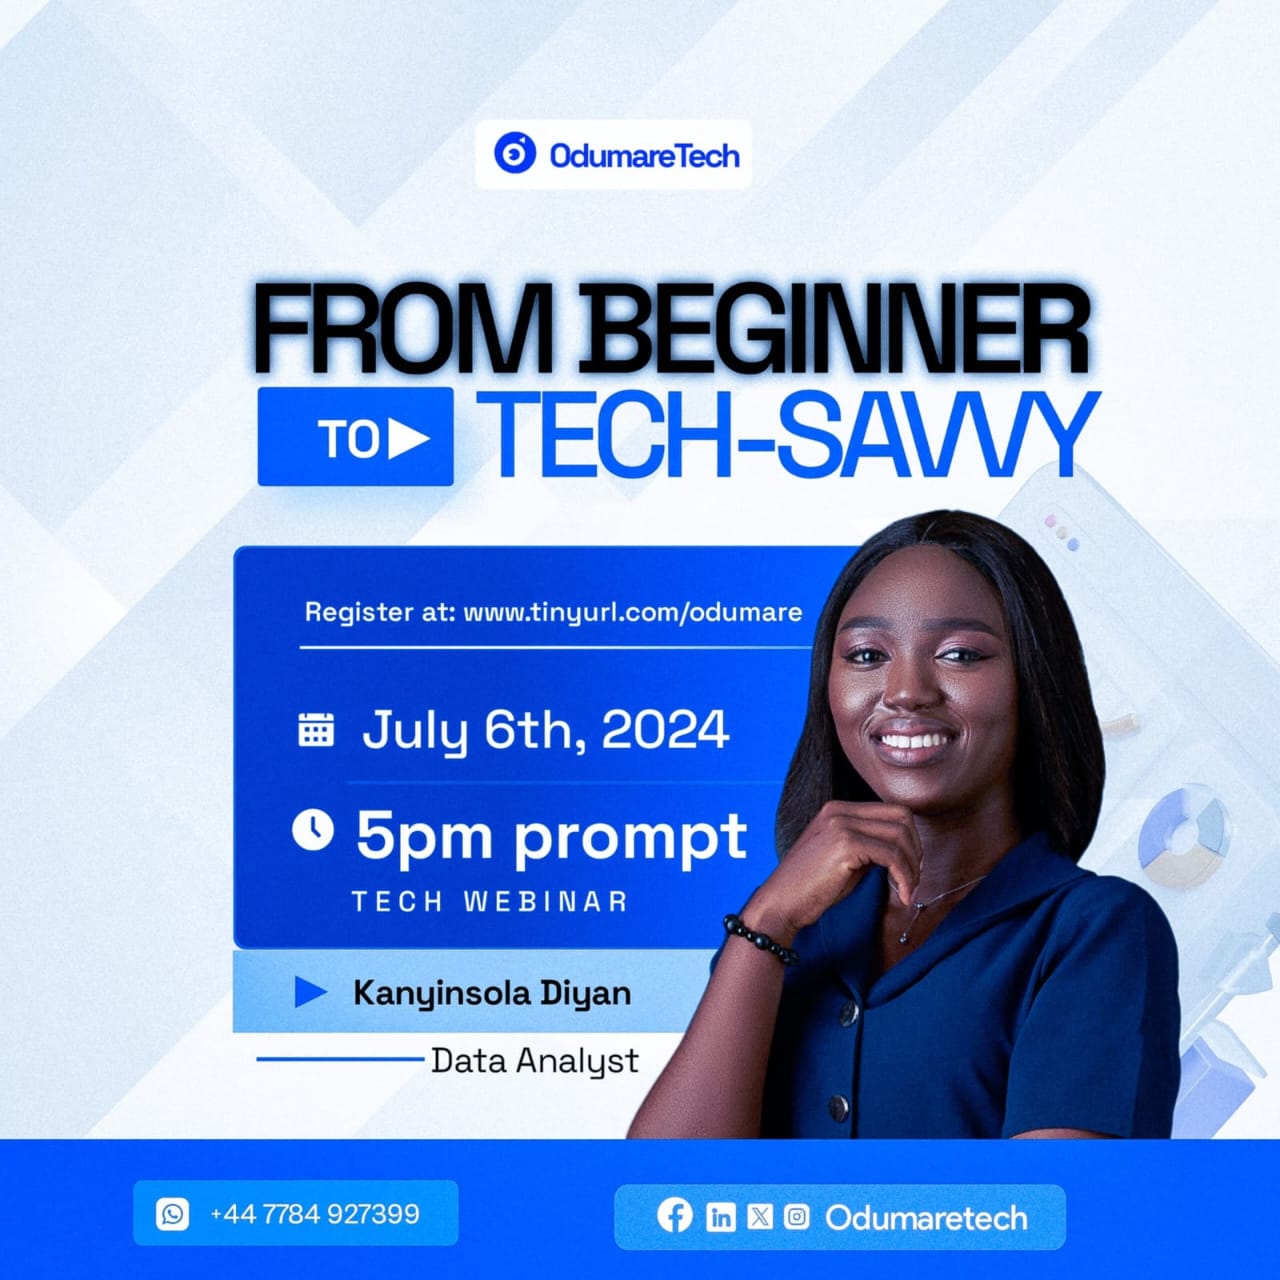 OdumareTech
FROM BEGINNER
TO TECH-SAVVY
Register at: www.tinyurl.com/odumare
July 6th, 2024
5pm prompt
TECH WEBINAR
Kanyinsola Diyan
Data Analyst
+44 7784 927399
Odumaretech